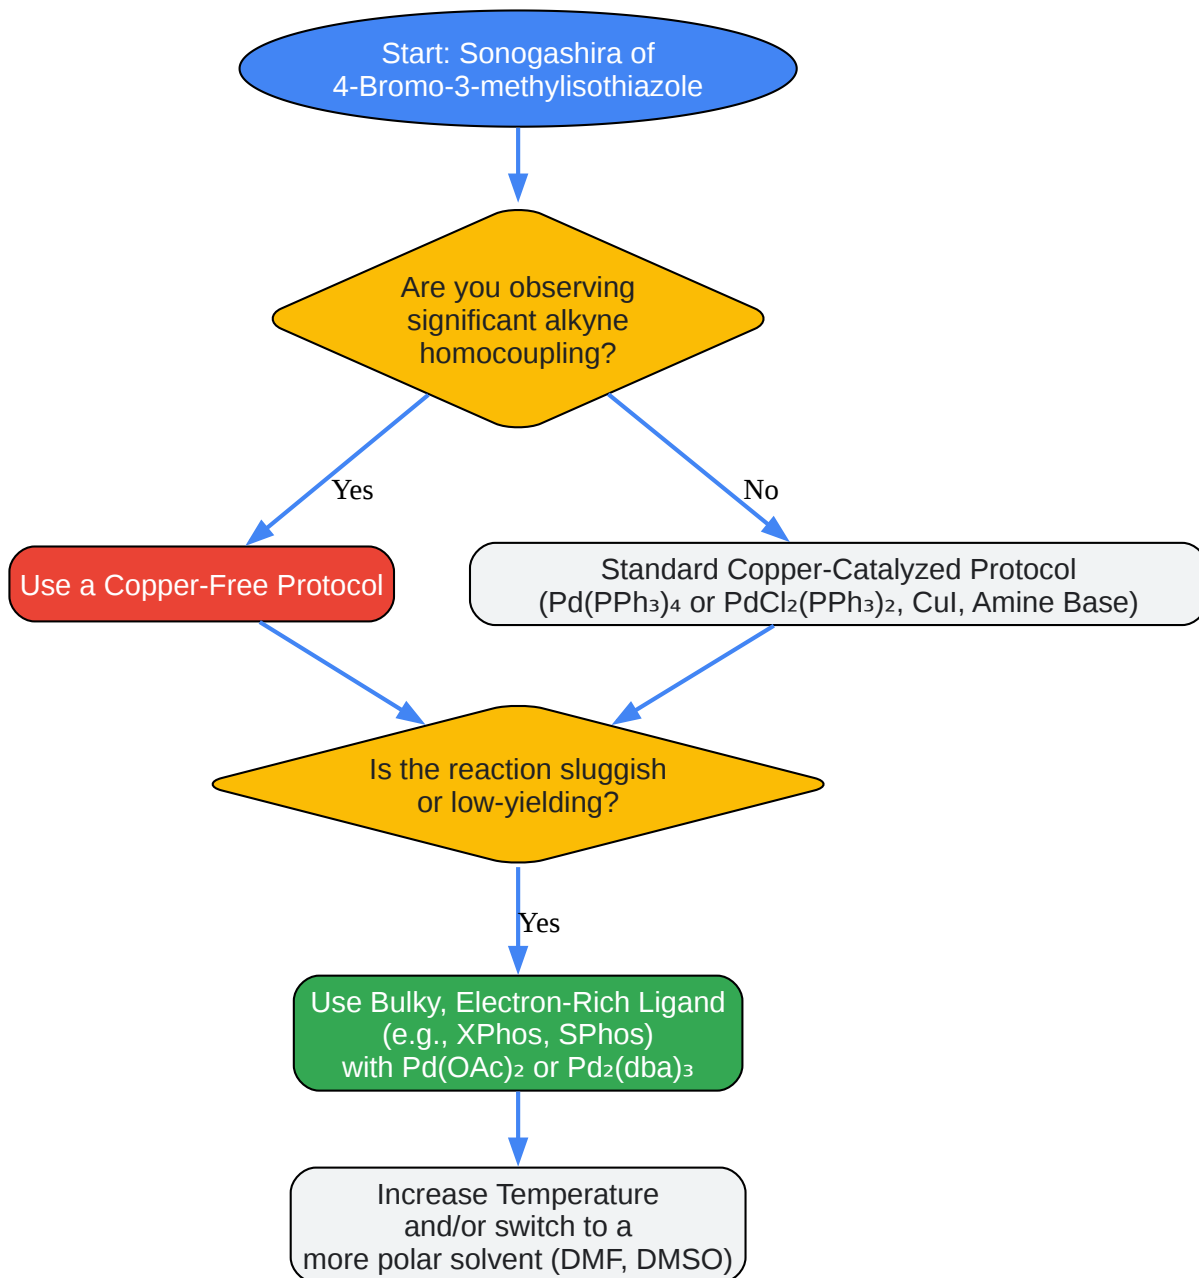 Start: Sonogashira of
4-Bromo-3-methylisothiazole
Are you observing
significant alkyne
homocoupling?
Yes
No
Use a Copper-Free Protocol
Standard Copper-Catalyzed Protocol
(Pd(PPh₃)₄ or PdCl₂(PPh₃)₂, CuI, Amine Base)
Is the reaction sluggish
or low-yielding?
Yes
Use Bulky, Electron-Rich Ligand
(e.g., XPhos, SPhos)
with Pd(OAc)₂ or Pd₂(dba)₃
Increase Temperature
and/or switch to a
more polar solvent (DMF, DMSO)